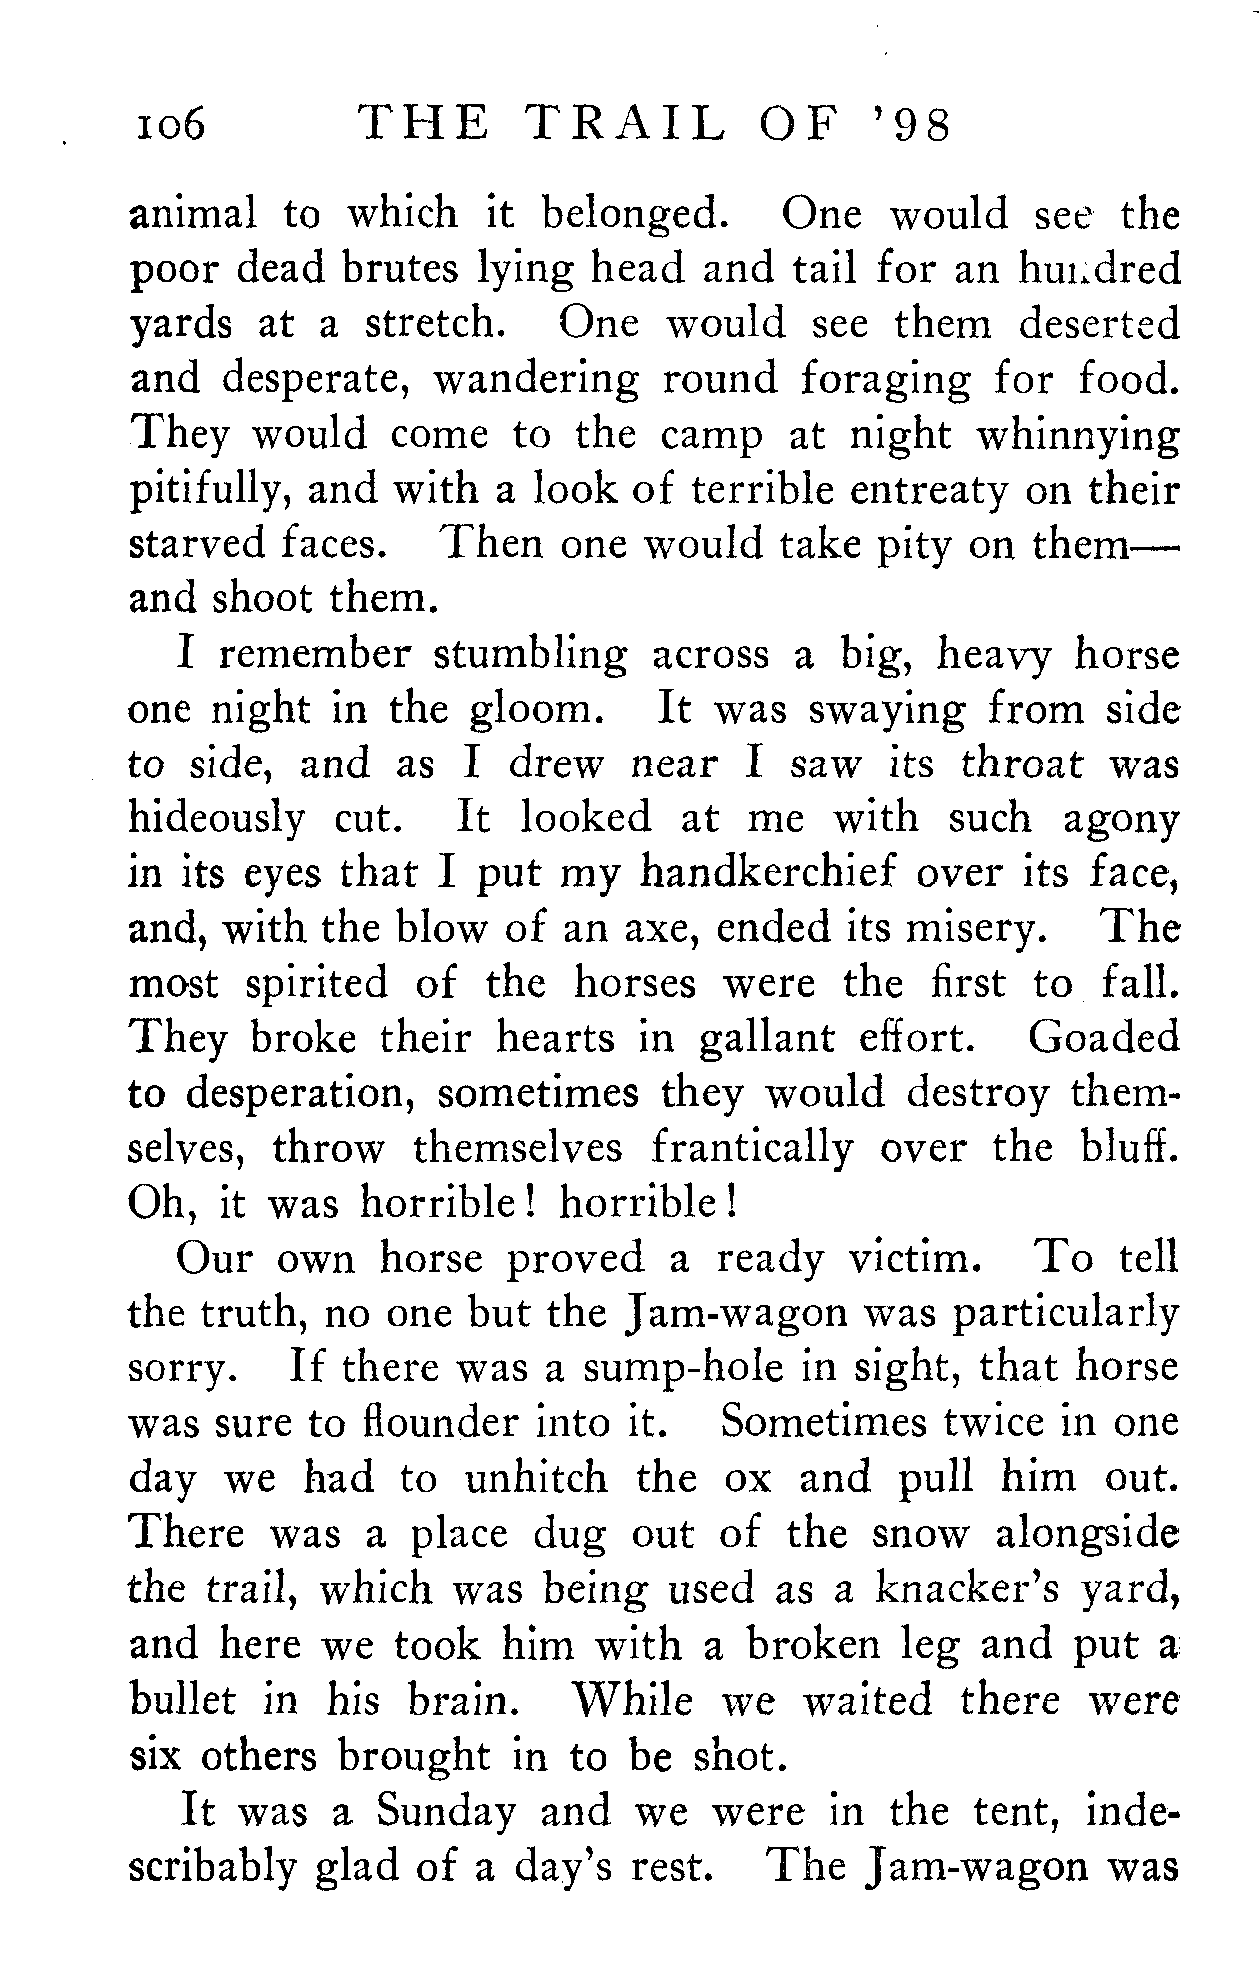 106 THE TRAIL OF '98
animal to which it belonged. One would see the
poor dead brutes lying head and tail for an hundred
yards at a stretch. One would see them deserted
and desperate, wandering round foraging for food.
They would come to the camp at night whinnying
pitifully, and with a look of terrible entreaty on their
starved faces. Then one would take pity on them—
and shoot them.
I remember stumbling across a big, heavy horse
one night in the gloom. It was swaying from side
to side, and as I drew near I saw its throat was
hideously cut. It looked at me with such agony
in its eyes that I put my handkerchief over its face,
and, with the blow of an axe, ended its misery. The
most spirited of the horses were the first to fall.
They broke their hearts in gallant effort. Goaded
to desperation, sometimes they would destroy them-
selves, throw themselves frantically over the bluff.
Oh, it was horrible! horrible!
Our own horse proved a ready victim. To tell
the truth, no one but the Jam-wagon was particularly
sorry. If there was a sump-hole in sight, that horse
was sure to flounder into it. Sometimes twice in one
day we had to unhitch the ox and pull him out.
There was a place dug out of the snow alongside
the trail, which was being used as a knacker's yard,
and here we took him with a broken leg and put a
bullet in his brain. While we waited there were
six others brought in to be shot.
It was a Sunday and we were in the tent, inde-
scribably glad of a day's rest. The Jam-wagon was